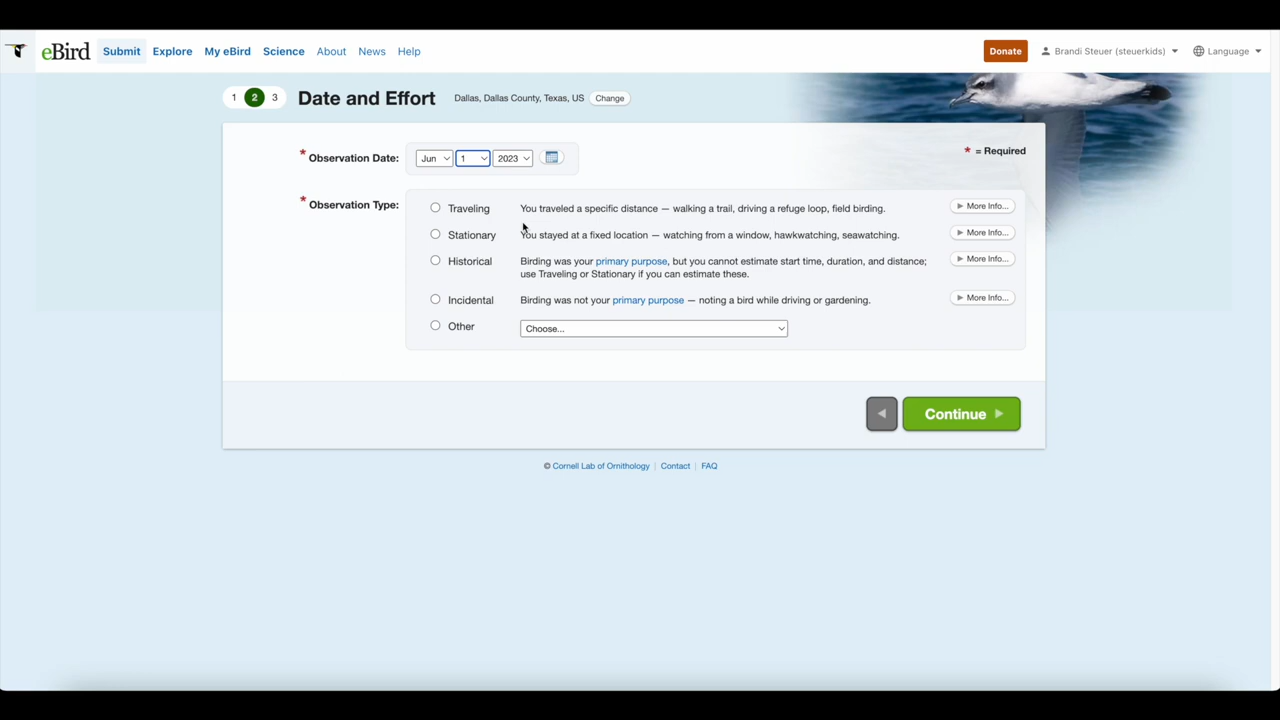 eBird Submit Explore My eBird Science About News Help Donate Brandi Steuer (steuerkids) Language
1 2 3 Date and Effort Dallas, Dallas County, Texas, US Change
* Observation Date: Jun 1 2023 * = Required
* Observation Type: Traveling You traveled a specific distance — walking a trail, driving a refuge loop, field birding. More Info...
Stationary You stayed at a fixed location — watching from a window, hawkwatching, seawatching. More Info...
Historical Birding was your primary purpose, but you cannot estimate start time, duration, and distance; More Info...
use Traveling or Stationary if you can estimate these.
Incidental Birding was not your primary purpose — noting a bird while driving or gardening. More Info...
Other Choose...
Continue
© Cornell Lab of Ornithology | Contact | FAQ